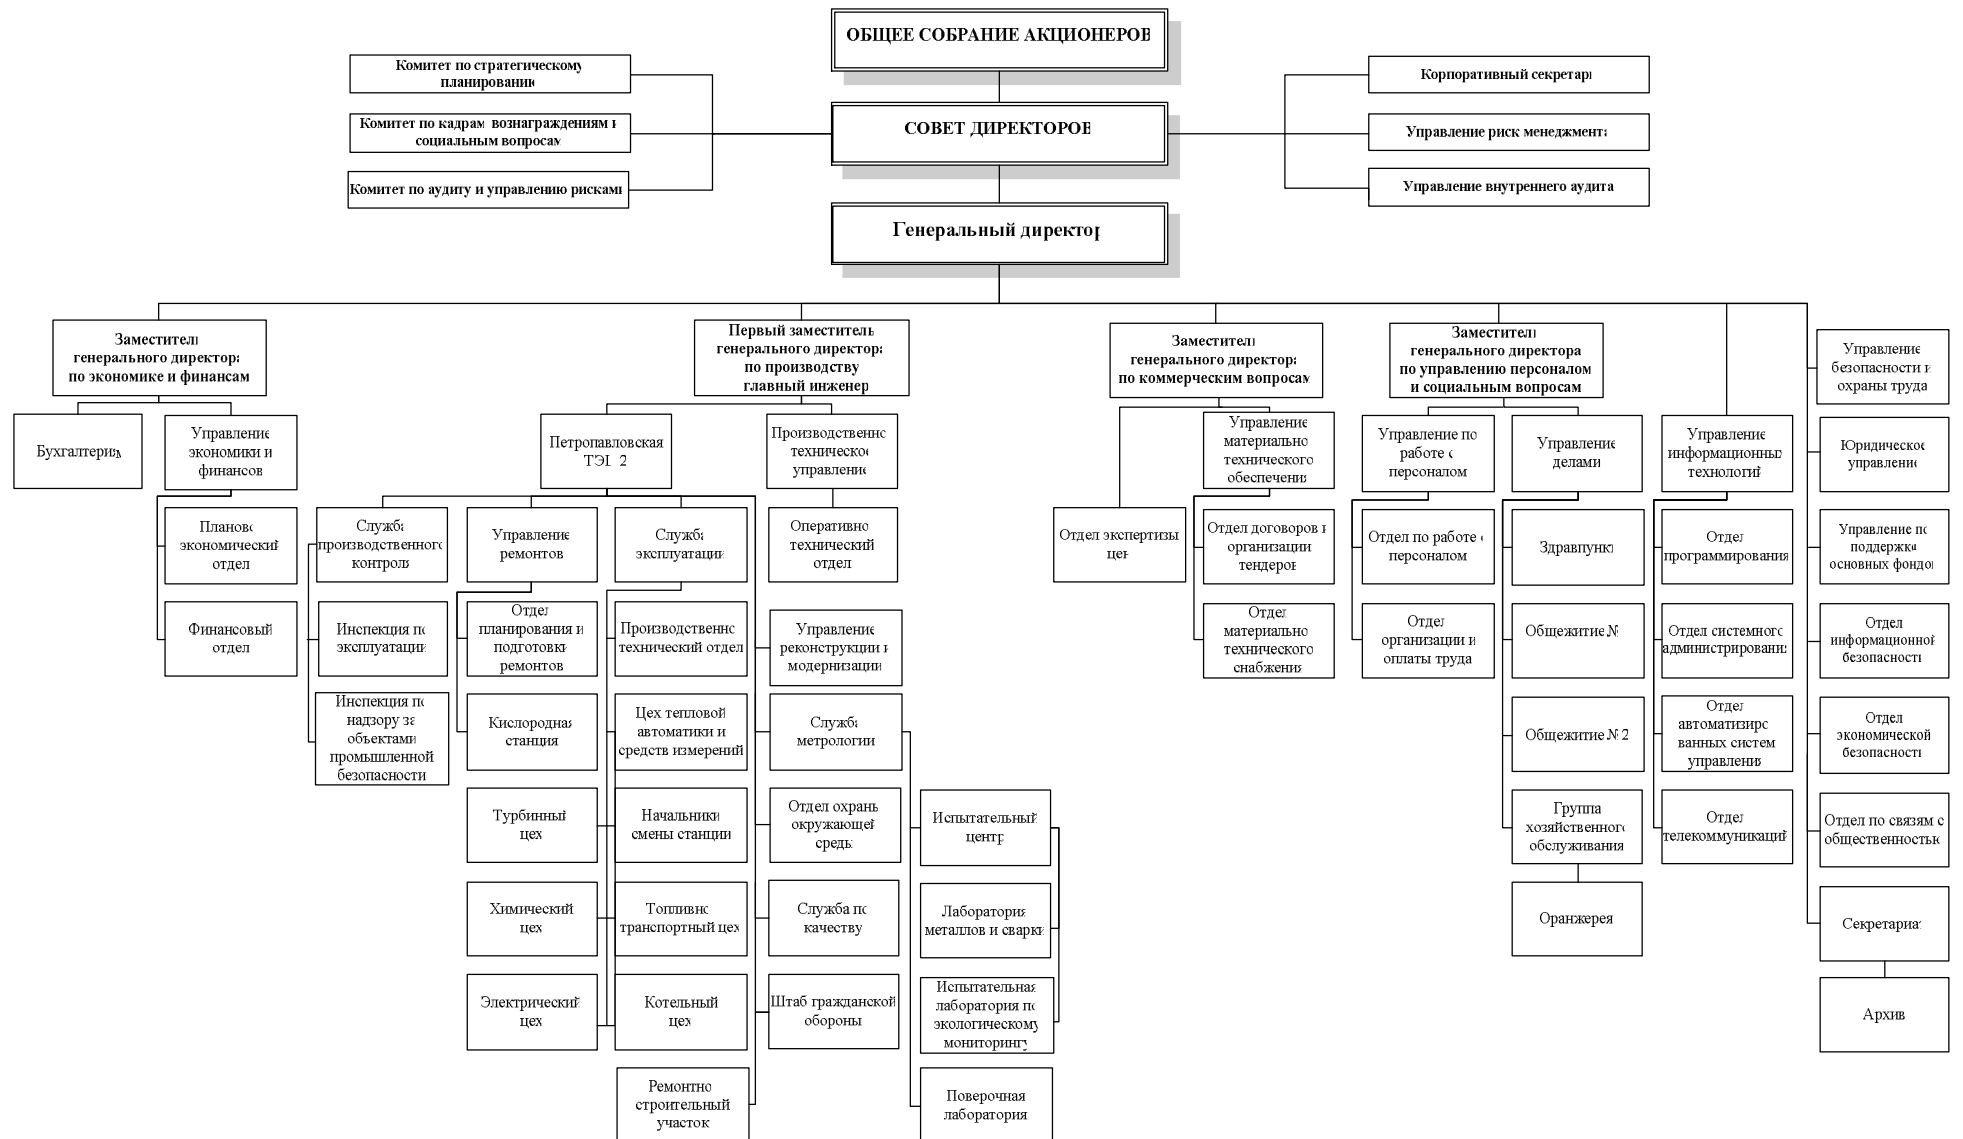 ОБЩЕЕ СОБРАНИЕ АКЦИОНЕРОВ
Комитет по стратегическому
планированию
Корпоративный секретарь
Комитет по кадрам вознаграждениям и
социальным вопросам
СОВЕТ ДИРЕКТОРОВ
Управление риск менеджмента
Комитет по аудиту и управлению рисками
Управление внутреннего аудита
Генеральный директор
Заместитель
генерального директора
по экономике и финансам
Первый заместитель
генерального директора
по производству
главный инженер
Заместитель
генерального директора
по коммерческим вопросам
Заместитель
генерального директора
по управлению персоналом
и социальным вопросам
Управление
безопасности и
охраны труда
Бухгалтерия
Управление
экономики и
финансов
Петропавловская
ТЭЦ 2
Производственно
техническое
управление
Управление
материально
технического
обеспечения
Управление по
работе с
персоналом
Управление
делами
Управление
информационных
технологий
Юридическое
управление
Планово
экономический
отдел
Служба
производственного
контроля
Управление
ремонтов
Служба
эксплуатации
Оперативно
технический
отдел
Отдел экспертизы
цен
Отдел договоров и
организации
тендеров
Отдел по работе с
персоналом
Здравпункт
Отдел
программирования
Управление по
поддержке
основных фондов
Финансовый
отдел
Инспекция по
эксплуатации
Отдел
планирования и
подготовки
ремонтов
Производственно
технический отдел
Управление
реконструкции и
модернизации
Отдел
материально
технического
снабжения
Отдел
организации и
оплаты труда
Общежитие №
Отдел системного
администрирования
Отдел
информационной
безопасности
Инспекция по
надзору за
объектами
промышленной
безопасности
Кислородная
станция
Цех тепловой
автоматики и
средств измерений
Служба
метрологии
Общежитие №2
Отдел
автоматизиро
ванных систем
управления
Отдел
экономической
безопасности
Турбинный
цех
Начальники
смены станции
Отдел охраны
окружающей
среды
Испытательный
центр
Группа
хозяйственного
обслуживания
Отдел
телекоммуникаций
Отдел по связям с
общественностью
Химический
цех
Топливно
транспортный цех
Служба по
качеству
Лаборатория
металлов и сварки
Оранжерея
Секретариат
Электрический
цех
Котельный
цех
Штаб гражданской
обороны
Испытательная
лаборатория по
экологическому
мониторингу
Архив
Ремонтно
строительный
участок
Поверочная
лаборатория